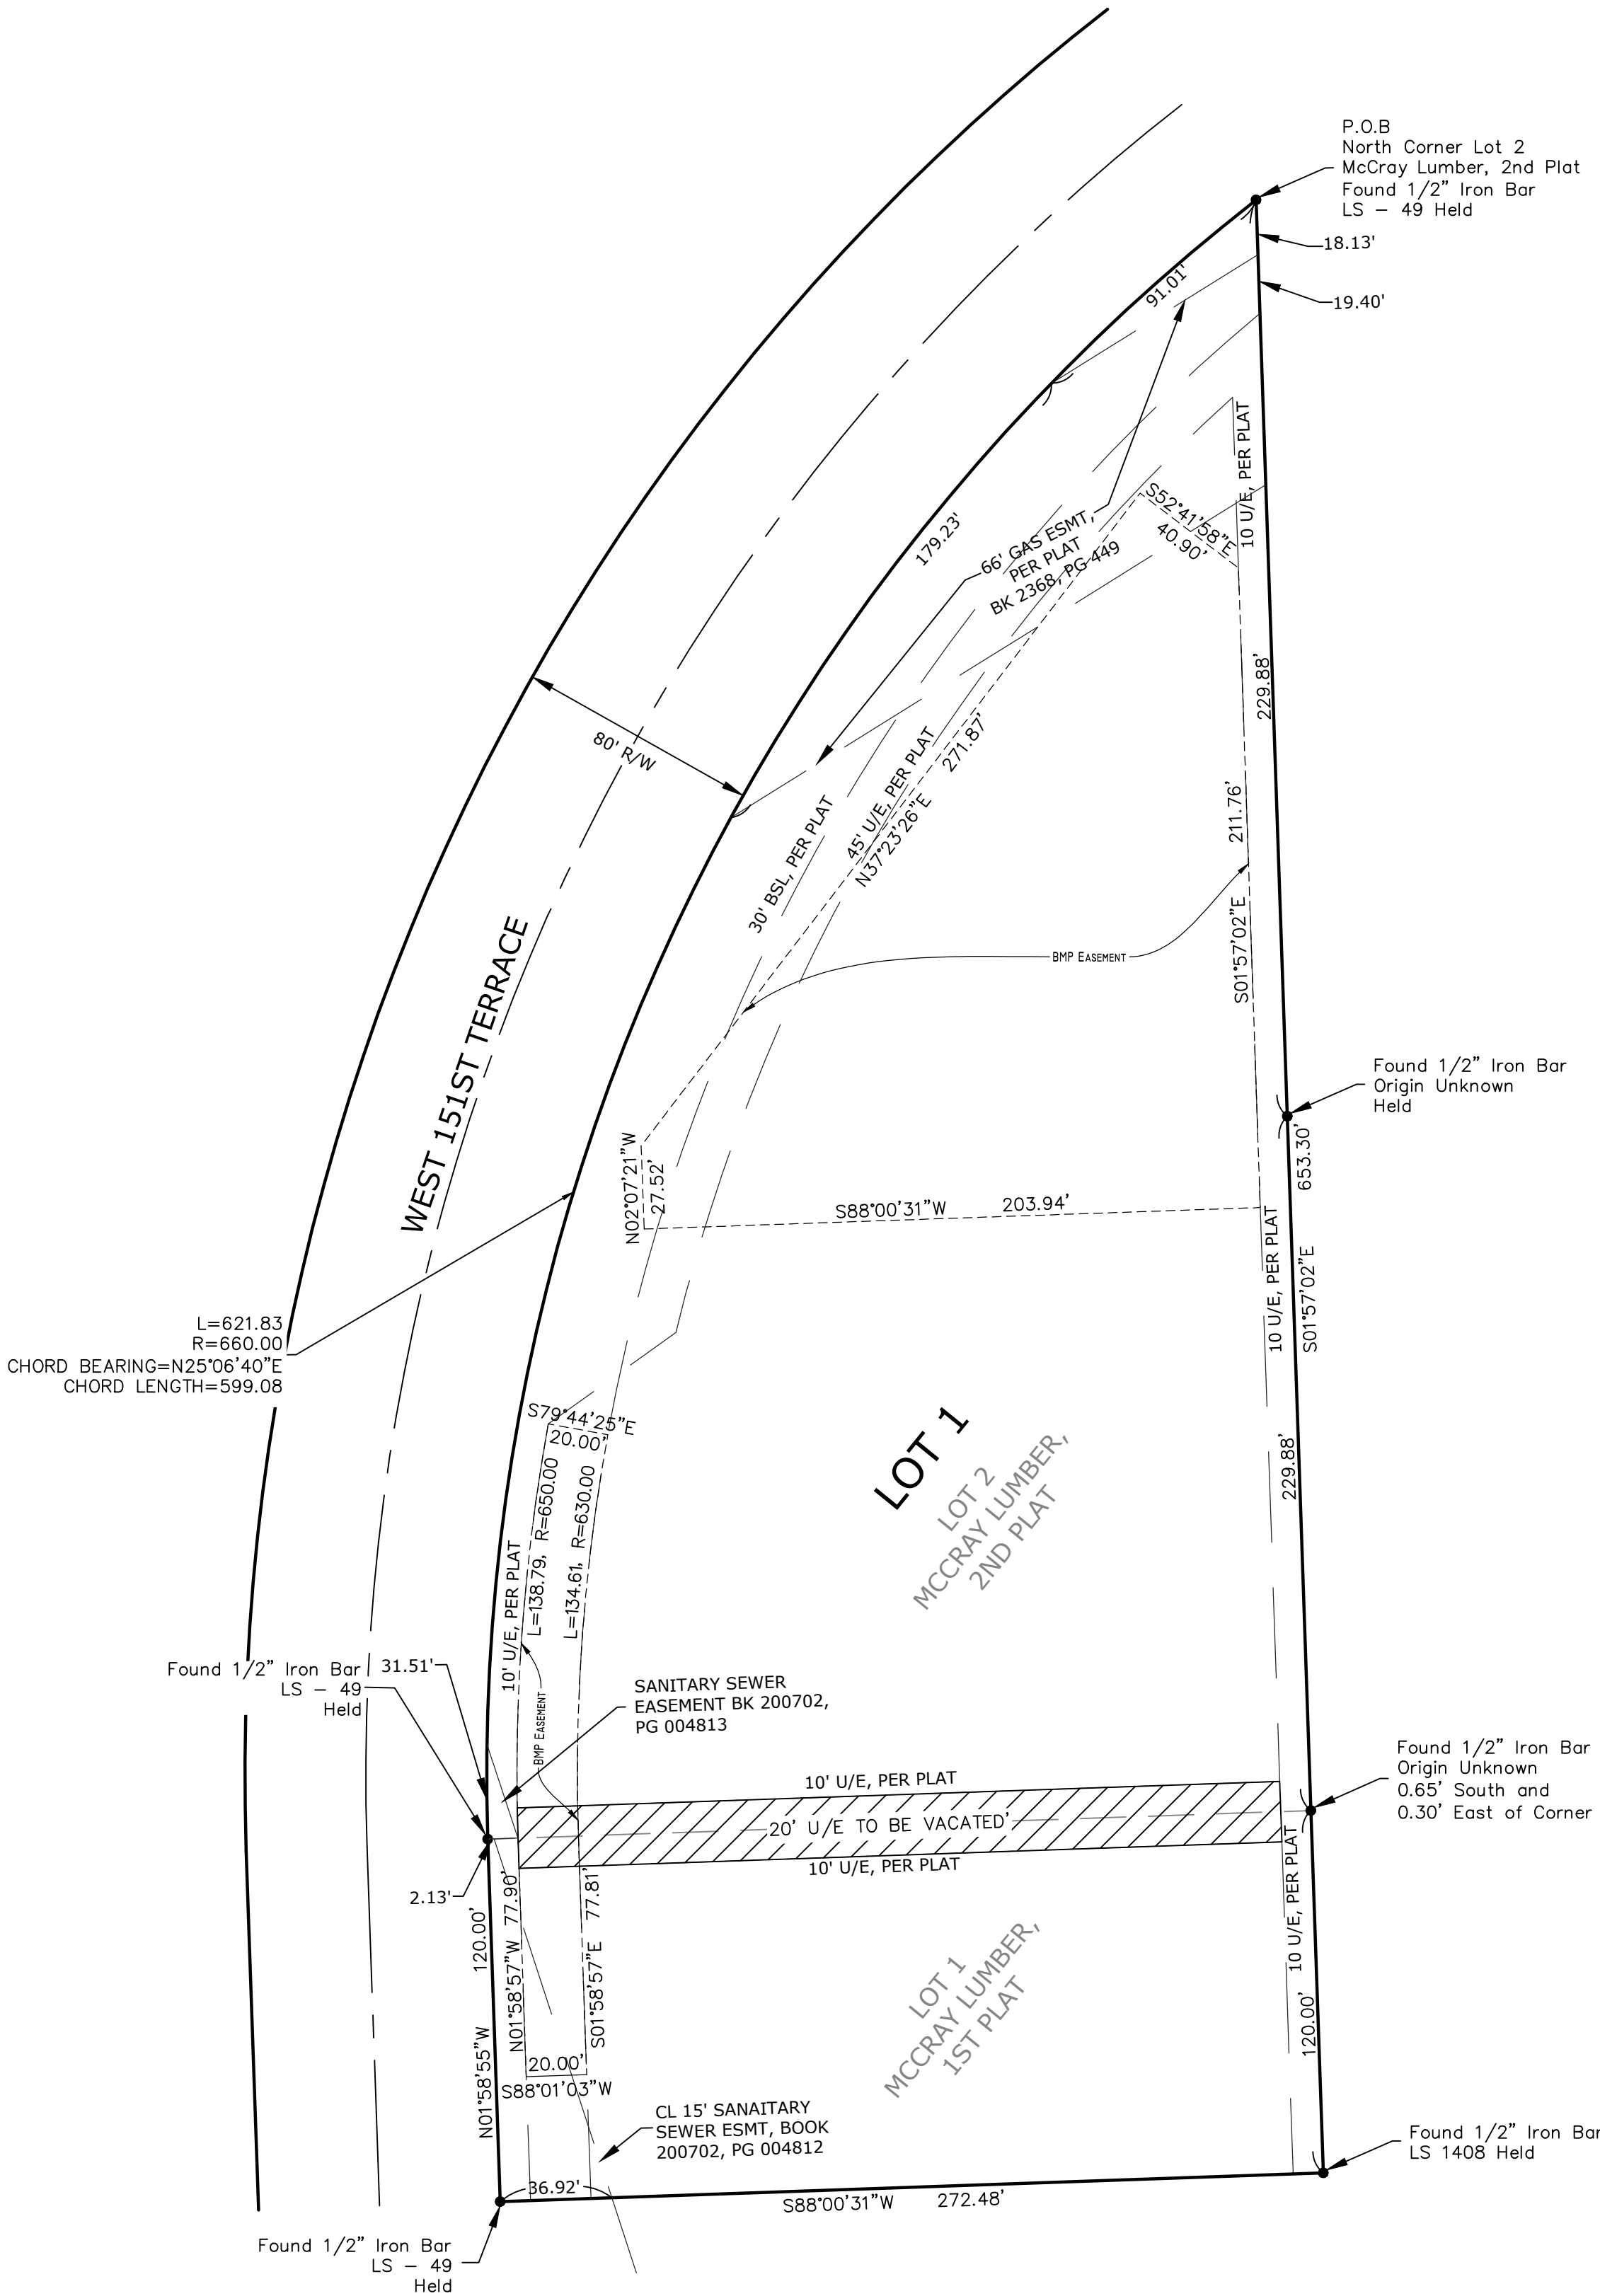 P.O.B
North Corner Lot 2
McCray Lumber, 2nd Plat
Found 1/2" Iron Bar
LS - 49 Held
18.13'
19.40'
91.01'
10 U/E, PER PLAT
S52°41'58"E
40.90'
179.23'
66' GAS ESMT,
PER PLAT
BK 2368, PG 449
229.88'
80' R/W
45' U/E, PER PLAT
271.87'
N37°23'26"E
30' BSL, PER PLAT
211.76'
S01°57'02"E
BMP EASEMENT
WEST 151ST TERRACE
Found 1/2" Iron Bar
Origin Unknown
Held
653.30'
S01°57'02"E
N02°07'21"W
27.52'
S88°00'31"W 203.94'
10 U/E, PER PLAT
L=621.83
R=660.00
CHORD BEARING=N25°06'40"E
CHORD LENGTH=599.08
S79°44'25"E
20.00'
LOT 1
LOT 2
MCCRAY LUMBER,
2ND PLAT
229.88'
10' U/E, PER PLAT
L=138.79, R=650.00
L=134.61, R=630.00
Found 1/2" Iron Bar
LS - 49
Held
31.51'
BMP EASEMENT
SANITARY SEWER
EASEMENT BK 200702,
PG 004813
10' U/E, PER PLAT
20' U/E TO BE VACATED'
10' U/E, PER PLAT
Found 1/2" Iron Bar
Origin Unknown
0.65' South and
0.30' East of Corner
2.13'
120.00'
N01°58'55"W
N01°58'57"W 77.90'
S01°58'57"E 77.81'
10 U/E, PER PLAT
120.00'
LOT 1
MCCRAY LUMBER,
1ST PLAT
20.00'
S88°01'03"W
CL 15' SANAITARY
SEWER ESMT, BOOK
200702, PG 004812
Found 1/2" Iron Bar
LS 1408 Held
36.92'
S88°00'31"W 272.48'
Found 1/2" Iron Bar
LS - 49
Held